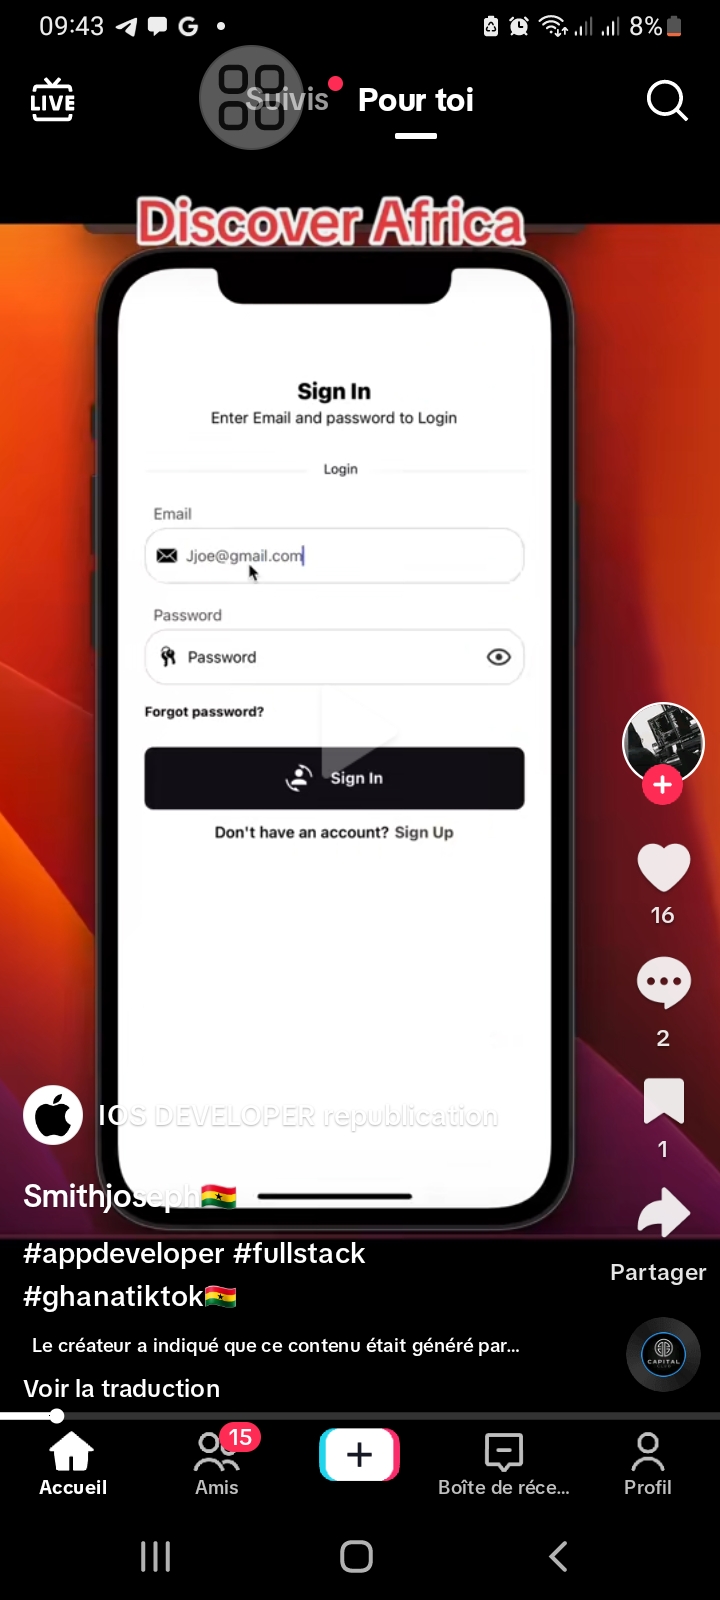 09:43
8%
LIVE
Suivis
Pour toi
Discover Africa
Sign In
Enter Email and password to Login
Login
Email
Jjoe@gmail.com
Password
Password
Forgot password?
Sign In
Don't have an account? Sign Up
16
2
1
IOS DEVELOPER republication
Smithjoseph🇬🇭
#appdeveloper #fullstack
#ghanatiktok🇬🇭
Partager
Le créateur a indiqué que ce contenu était généré par...
CAPITAL
Voir la traduction
15
Accueil
Amis
Boîte de réce...
Profil